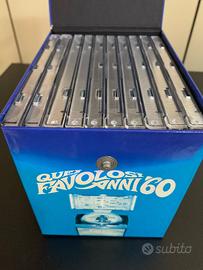 QUEI
FAVOLOSI
ANNI '60
subito